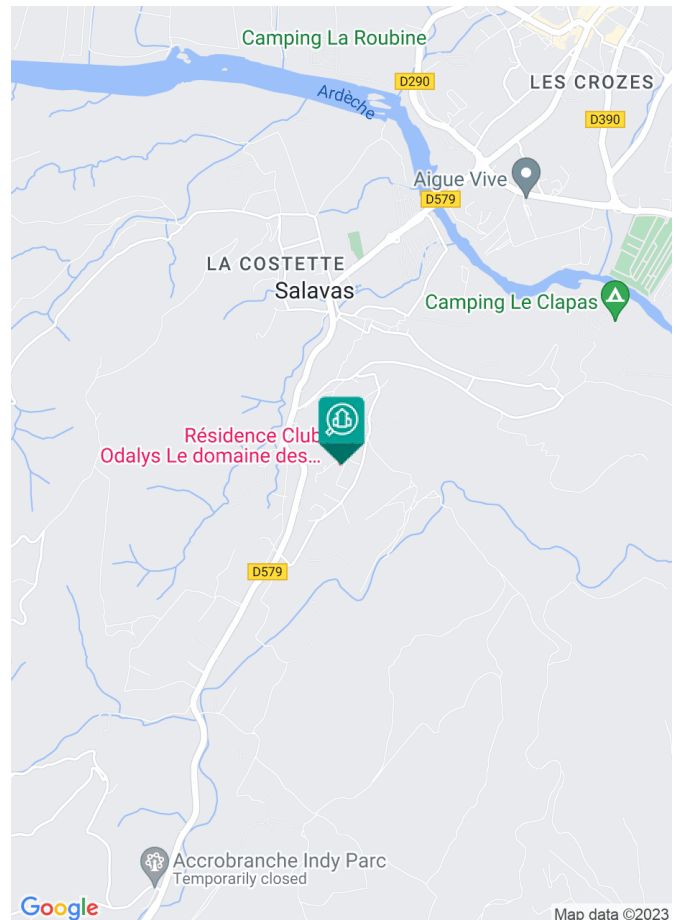 Camping La Roubine
LES CROZES
D290
Ardèche
D390
Aigue Vive
D579
LA COSTETTE
Salavas
Camping Le Clapas
Résidence Club
Odalys Le domaine des...
D579
Accrobranche Indy Parc
Temporarily closed
Google
Map data ©2023